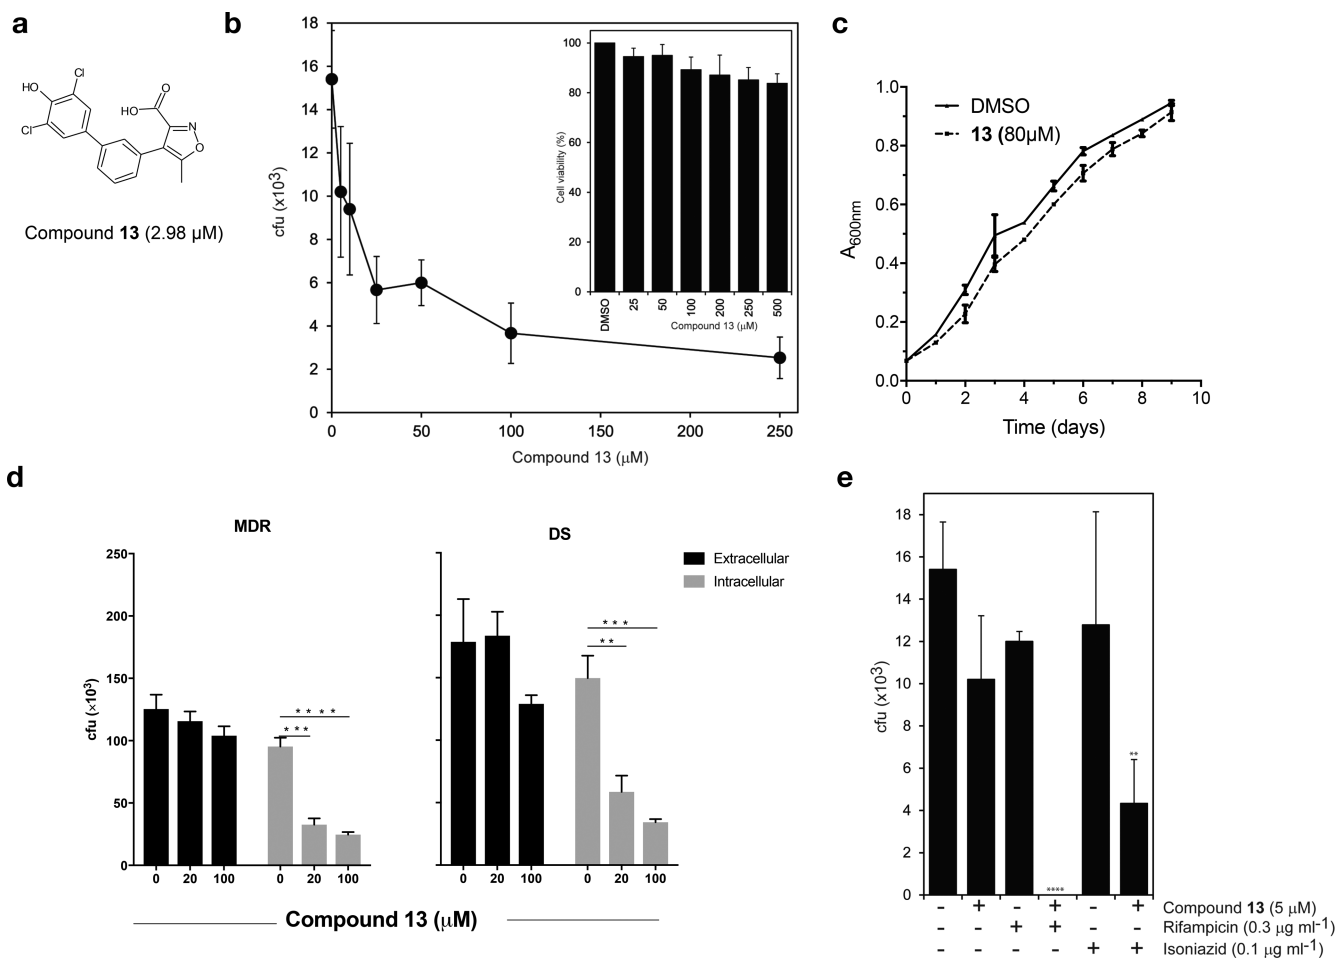 a
HO
Cl
Cl
HO
O
N
O
Compound 13 (2.98 µM)
b
18
16
14
12
10
8
6
4
2
0
cfu (x10³)
0 50 100 150 200 250
Compound 13 (µM)
100
80
60
40
20
0
Cell viability (%)
DMSO 25 50 100 200 250 500
Compound 13 (µM)
c
1.0
0.8
0.6
0.4
0.2
0.0
A600nm
DMSO
13 (80µM)
0 2 4 6 8 10
Time (days)
d
MDR
250
200
150
100
50
0
cfu (×10³)
* * * *
* * *
0 20 100 0 20 100
DS
* * *
* *
0 20 100 0 20 100
Extracellular
Intracellular
Compound 13 (µM)
e
18
16
14
12
10
8
6
4
2
0
cfu (x10³)
****
**
- + - + - + Compound 13 (5 µM)
- - + + - - Rifampicin (0.3 µg ml-1)
- - - - + + Isoniazid (0.1 µg ml-1)